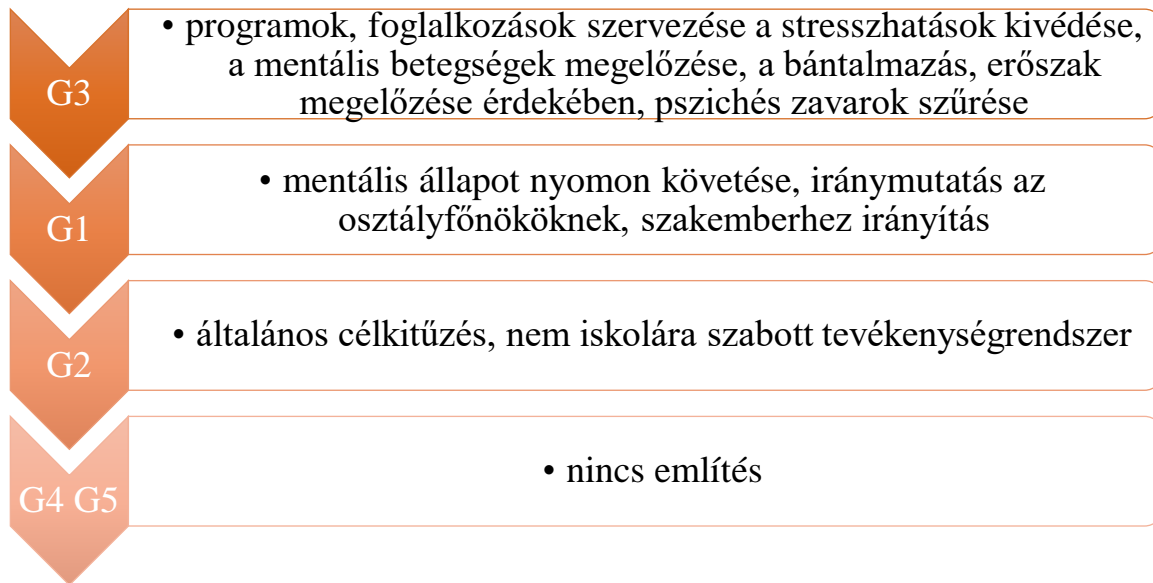 • programok, foglalkozások szervezése a stresszhatások kivédése,
a mentális betegségek megelőzése, a bántalmazás, erőszak
megelőzése érdekében, pszichés zavarok szűrése
G3
• mentális állapot nyomon követése, iránymutatás az
osztályfőnököknek, szakemberhez irányítás
G1
• általános célkitűzés, nem iskolára szabott tevékenységrendszer
G2
• nincs említés
G4 G5